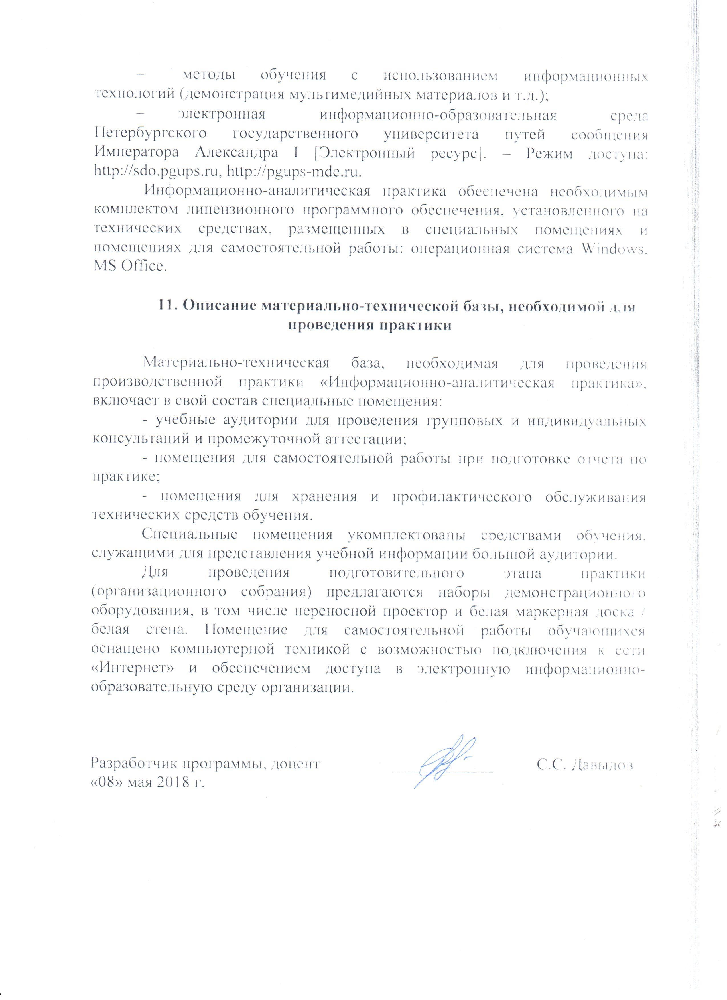 – методы обучения с использованием информационных
технологий (демонстрация мультимедийных материалов и т.д.);
– электронная информационно-образовательная среда
Петербургского государственного университета путей сообщения
Императора Александра I [Электронный ресурс]. – Режим доступа:
http://sdo.pgups.ru, http://pgups-mdc.ru.
Информационно-аналитическая практика обеспечена необходимым
комплектом лицензионного программного обеспечения, установленного на
технических средствах, размещенных в специальных помещениях и
помещениях для самостоятельной работы: операционная система Windows,
MS Office.
11. Описание материально-технической базы, необходимой для
проведения практики
Материально-техническая база, необходимая для проведения
производственной практики «Информационно-аналитическая практика»,
включает в свой состав специальные помещения:
- учебные аудитории для проведения групповых и индивидуальных
консультаций и промежуточной аттестации;
- помещения для самостоятельной работы при подготовке отчета по
практике;
- помещения для хранения и профилактического обслуживания
технических средств обучения.
Специальные помещения укомплектованы средствами обучения,
служащими для представления учебной информации большой аудитории.
Для проведения подготовительного этапа практики
(организационного собрания) предлагаются наборы демонстрационного
оборудования, в том числе переносной проектор и белая маркерная доска /
белая стена. Помещение для самостоятельной работы обучающихся
оснащено компьютерной техникой с возможностью подключения к сети
«Интернет» и обеспечением доступа в электронную информационно-
образовательную среду организации.
Разработчик программы, доцент С.С. Давыдов
«08» мая 2018 г.